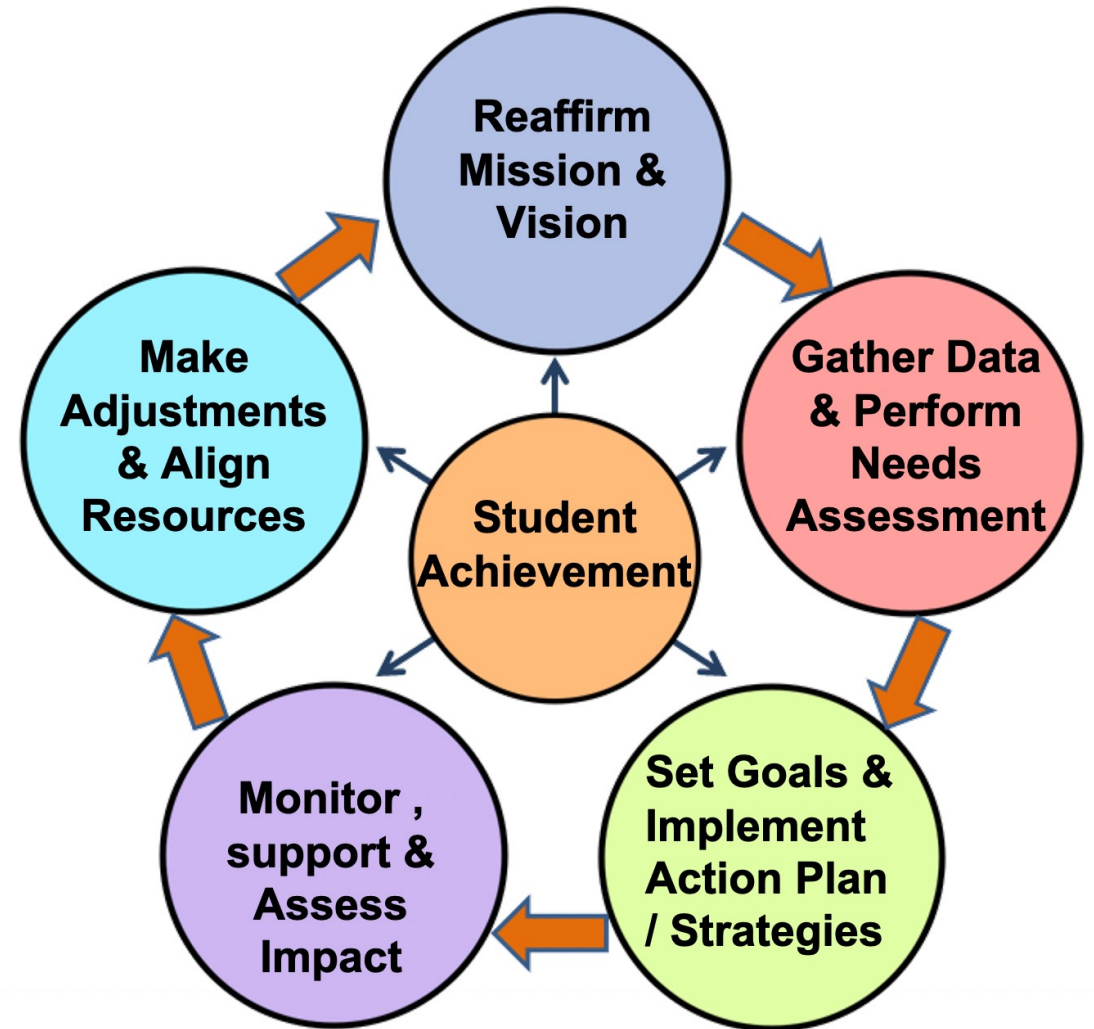 Reaffirm
Mission &
Vision
Gather Data
& Perform
Needs
Assessment
Set Goals &
Implement
Action Plan
/ Strategies
Monitor ,
support &
Assess
Impact
Make
Adjustments
& Align
Resources
Student
Achievement